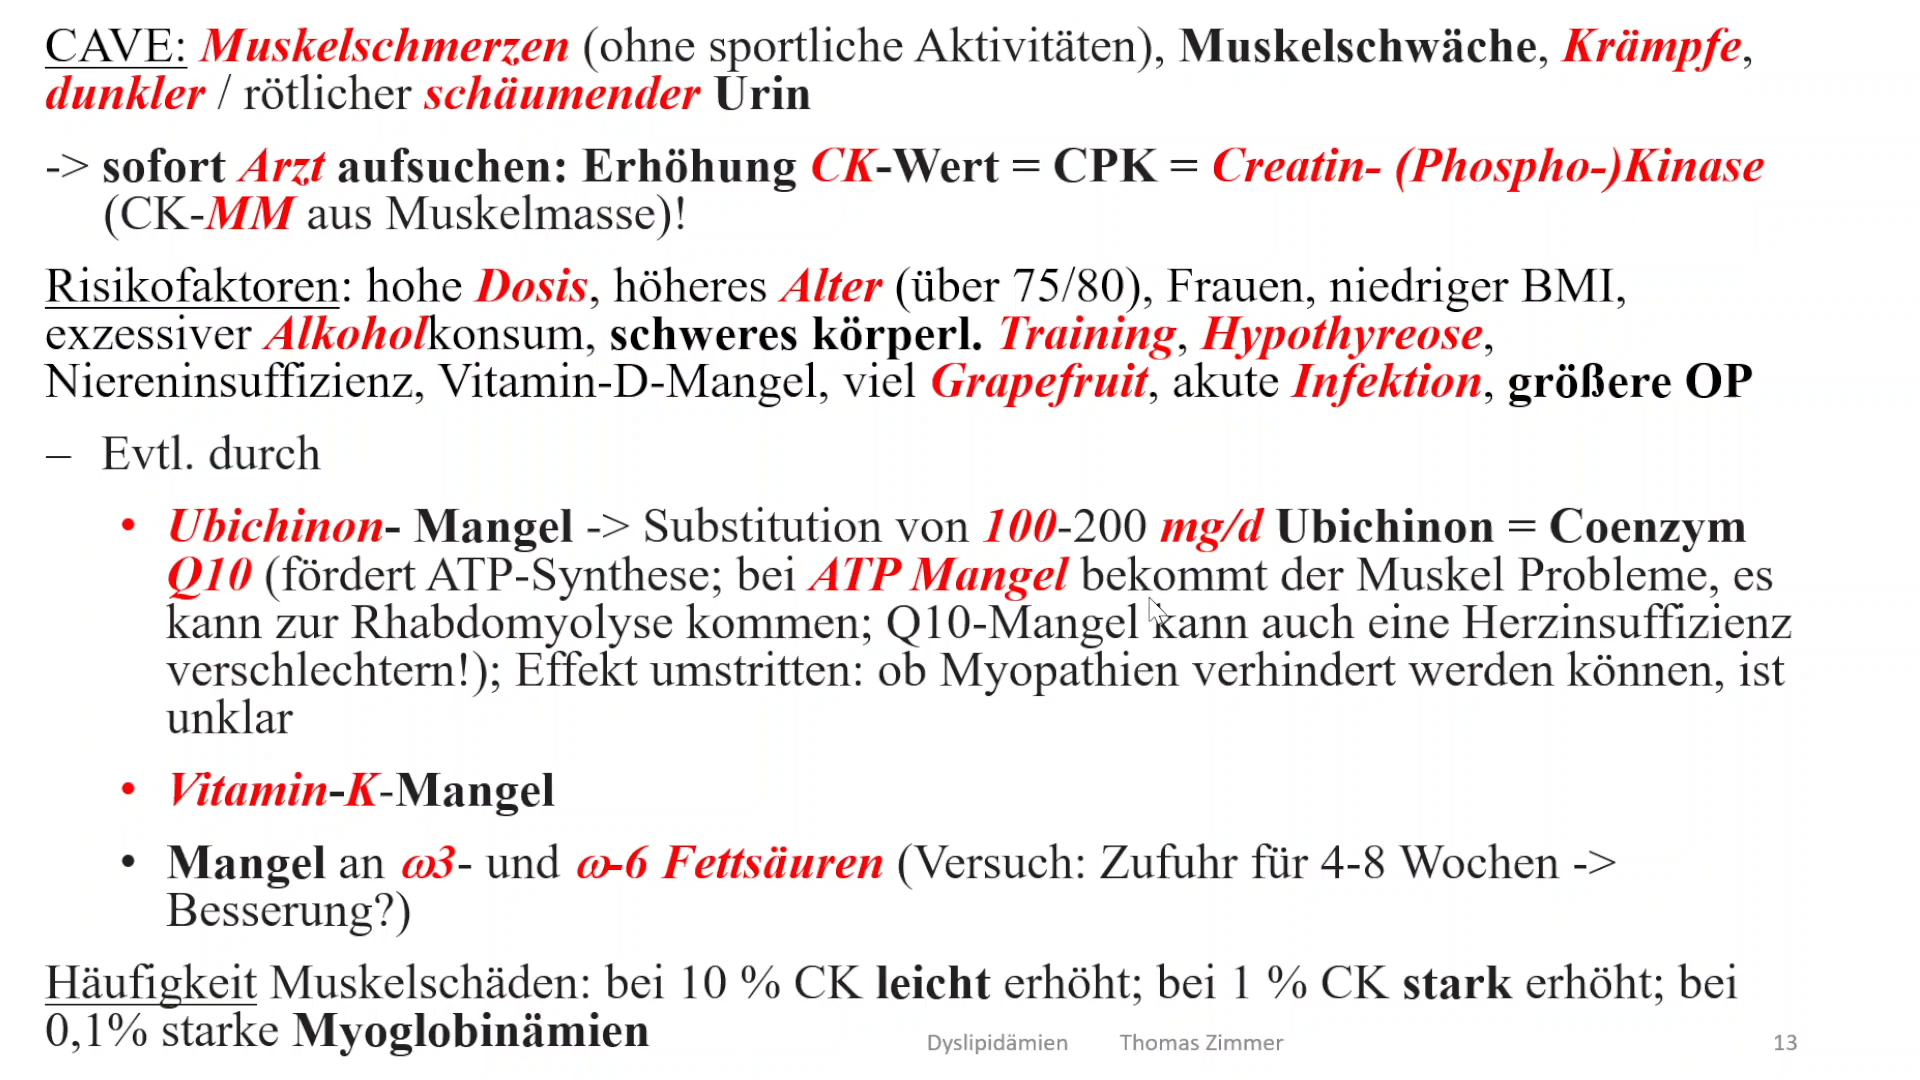 CAVE: Muskelschmerzen (ohne sportliche Aktivitäten), Muskelschwäche, Krämpfe,
dunkler / rötlicher schäumender Urin
-> sofort Arzt aufsuchen: Erhöhung CK-Wert = CPK = Creatin- (Phospho-)Kinase
(CK-MM aus Muskelmasse)!
Risikofaktoren: hohe Dosis, höheres Alter (über 75/80), Frauen, niedriger BMI,
exzessiver Alkoholkonsum, schweres körperl. Training, Hypothyreose,
Niereninsuffizienz, Vitamin-D-Mangel, viel Grapefruit, akute Infektion, größere OP
– Evtl. durch
• Ubichinon- Mangel -> Substitution von 100-200 mg/d Ubichinon = Coenzym
Q10 (fördert ATP-Synthese; bei ATP Mangel bekommt der Muskel Probleme, es
kann zur Rhabdomyolyse kommen; Q10-Mangel kann auch eine Herzinsuffizienz
verschlechtern!); Effekt umstritten: ob Myopathien verhindert werden können, ist
unklar
• Vitamin-K-Mangel
• Mangel an ω3- und ω-6 Fettsäuren (Versuch: Zufuhr für 4-8 Wochen ->
Besserung?)
Häufigkeit Muskelschäden: bei 10 % CK leicht erhöht; bei 1 % CK stark erhöht; bei
0,1% starke Myoglobinämien
Dyslipidämien Thomas Zimmer 13